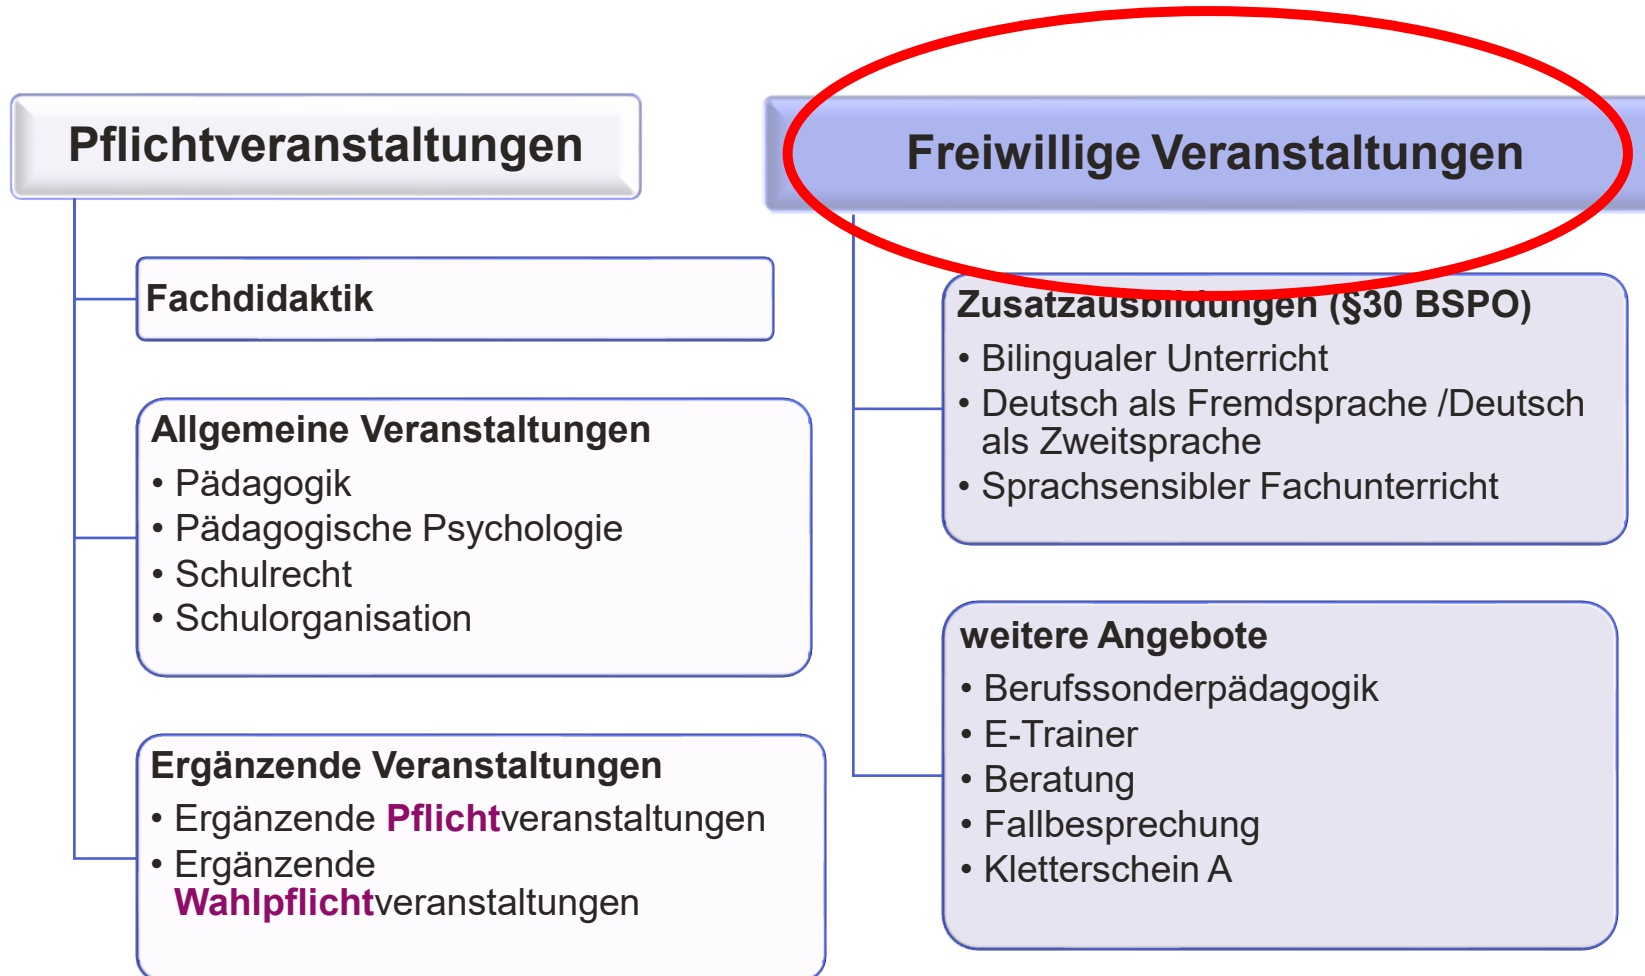 Pflichtveranstaltungen
Fachdidaktik
Allgemeine Veranstaltungen
• Pädagogik
• Pädagogische Psychologie
• Schulrecht
• Schulorganisation
Ergänzende Veranstaltungen
• Ergänzende Pflichtveranstaltungen
• Ergänzende
Wahlpflichtveranstaltungen
Freiwillige Veranstaltungen
Zusatzausbildungen (§30 BSPO)
• Bilingualer Unterricht
• Deutsch als Fremdsprache /Deutsch
als Zweitsprache
• Sprachsensibler Fachunterricht
weitere Angebote
• Berufssonderpädagogik
• E-Trainer
• Beratung
• Fallbesprechung
• Kletterschein A